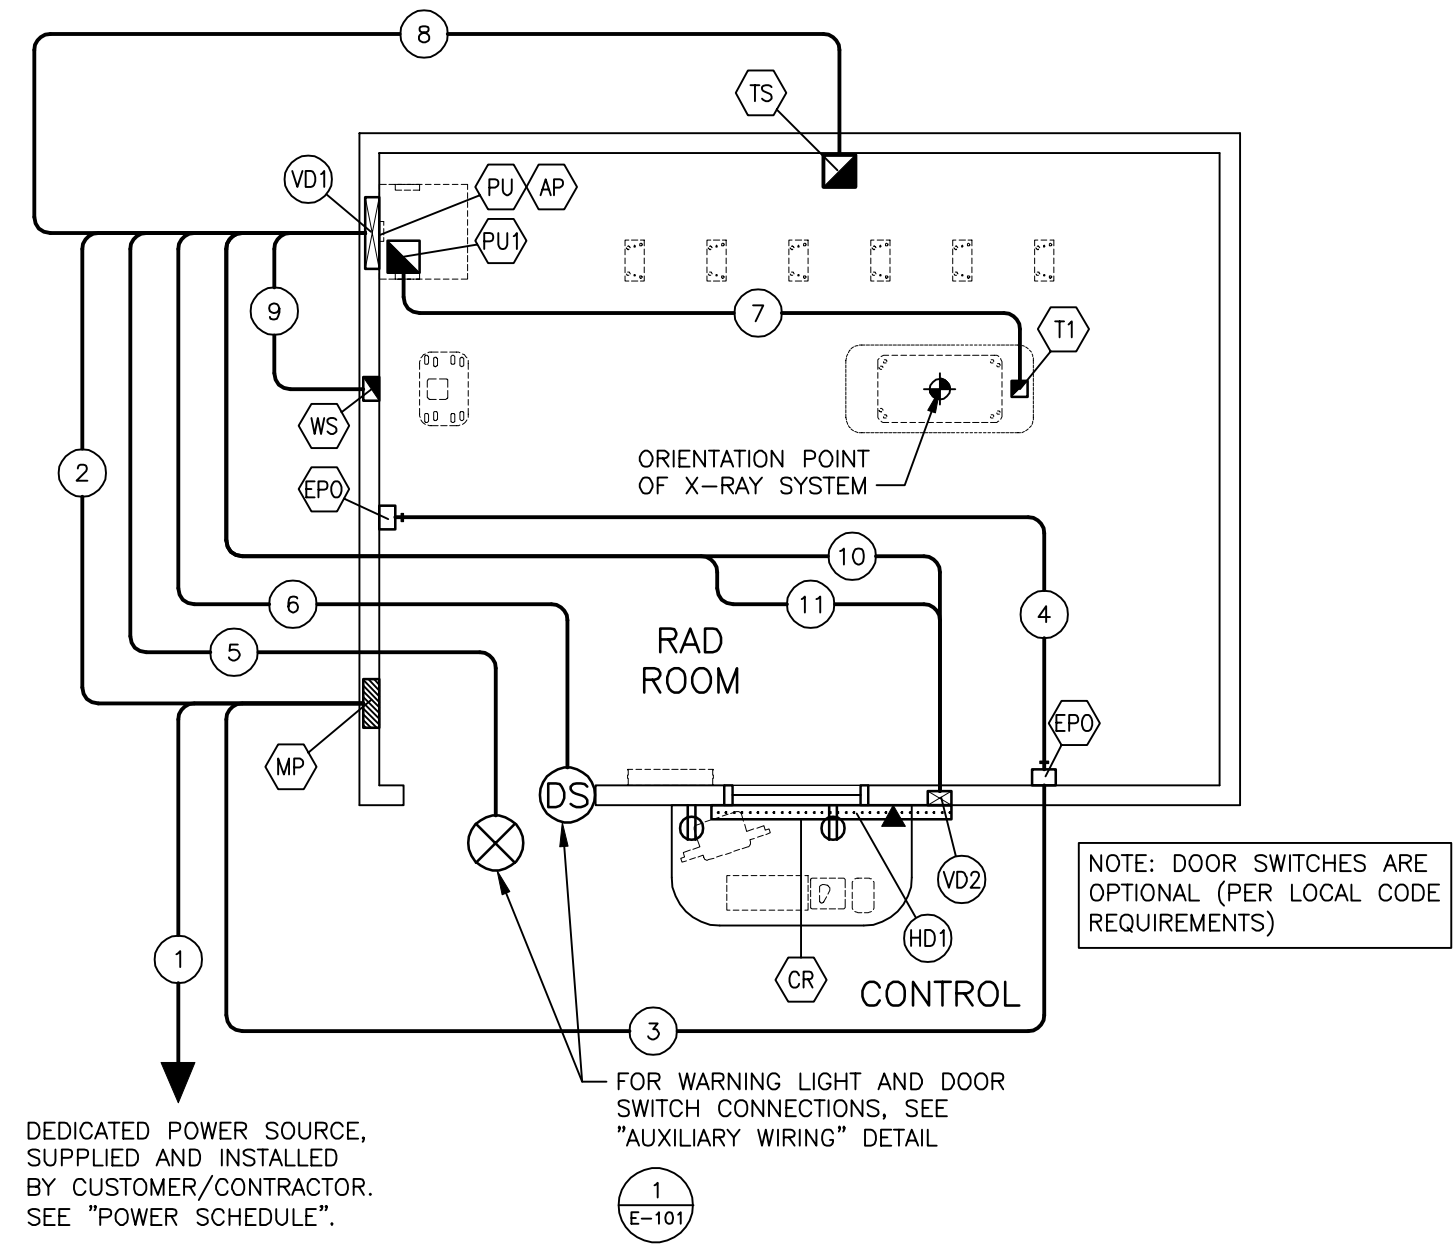 8
TS
VD1
PU
AP
PU1
9
7
T1
WS
ORIENTATION POINT
OF X-RAY SYSTEM
2
EPO
10
6
11
4
5
RAD
ROOM
EPO
MP
DS
VD2
NOTE: DOOR SWITCHES ARE
OPTIONAL (PER LOCAL CODE
REQUIREMENTS)
HD1
1
CR
CONTROL
3
FOR WARNING LIGHT AND DOOR
SWITCH CONNECTIONS, SEE
"AUXILIARY WIRING" DETAIL
DEDICATED POWER SOURCE,
SUPPLIED AND INSTALLED
BY CUSTOMER/CONTRACTOR.
SEE "POWER SCHEDULE".
1
E-101